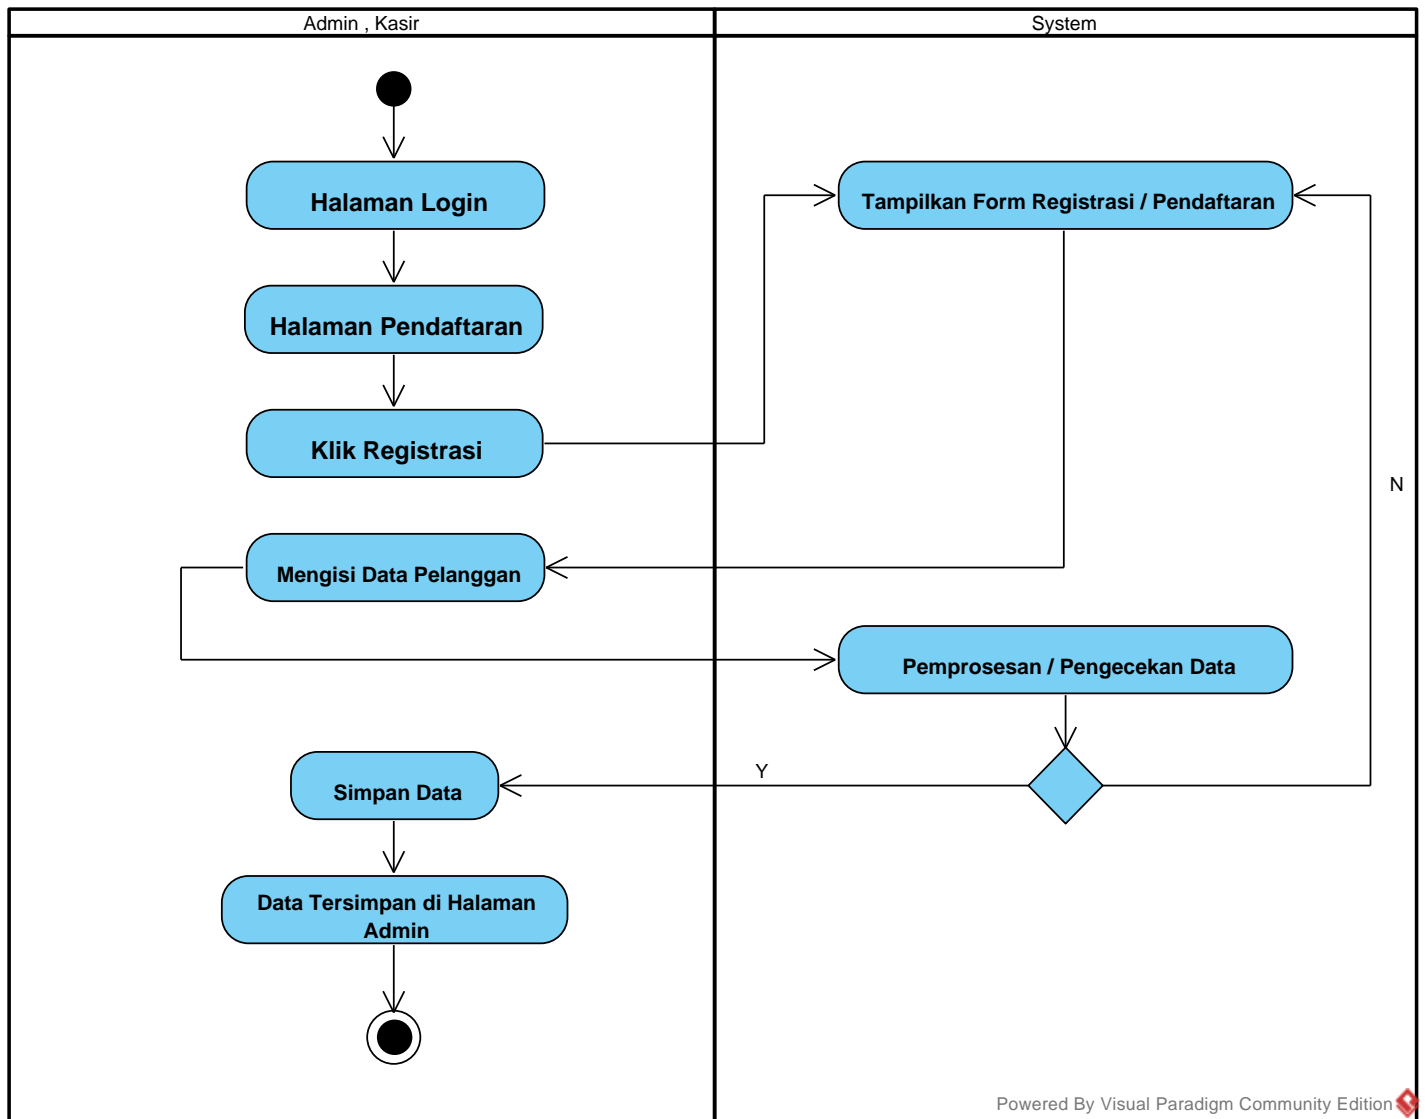 Admin , Kasir
System
Halaman Login
Tampilkan Form Registrasi / Pendaftaran
Halaman Pendaftaran
Klik Registrasi
N
Mengisi Data Pelanggan
Pemprosesan / Pengecekan Data
Y
Simpan Data
Data Tersimpan di Halaman
Admin
Powered By Visual Paradigm Community Edition